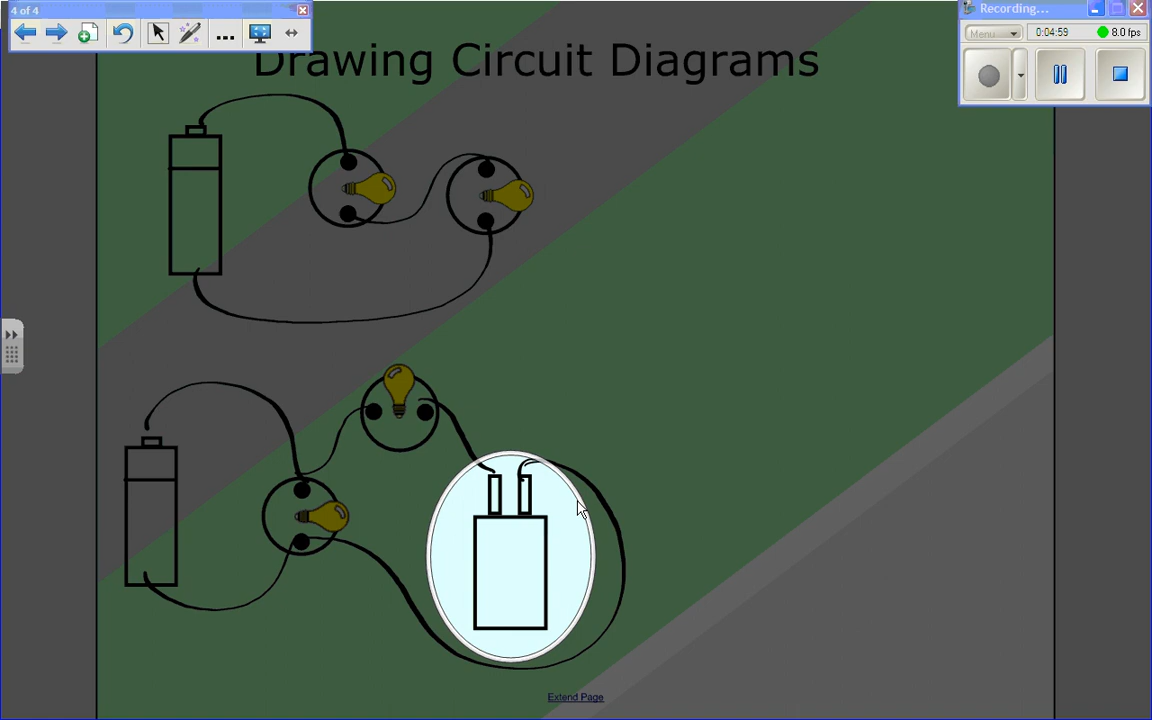 4 of 4
Recording...
Menu
0:04:59
8.0 fps
Drawing Circuit Diagrams
Extend Page